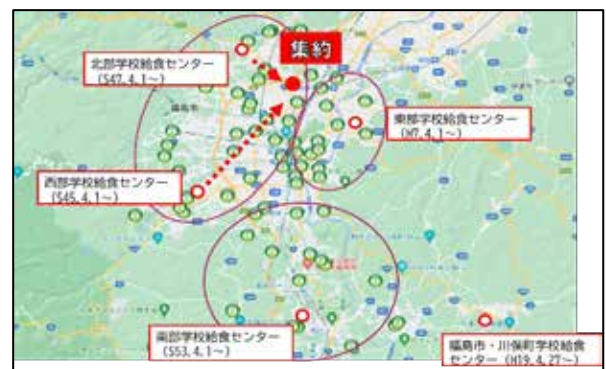 集約
北部学校給食センター
(S47.4.1～)
福島市
東部学校給食センター
(H7.4.1～)
西部学校給食センター
(S45.4.1～)
南部学校給食センター
(S53.4.1～)
福島市・川俣町学校給食
センター (H19.4.27～)